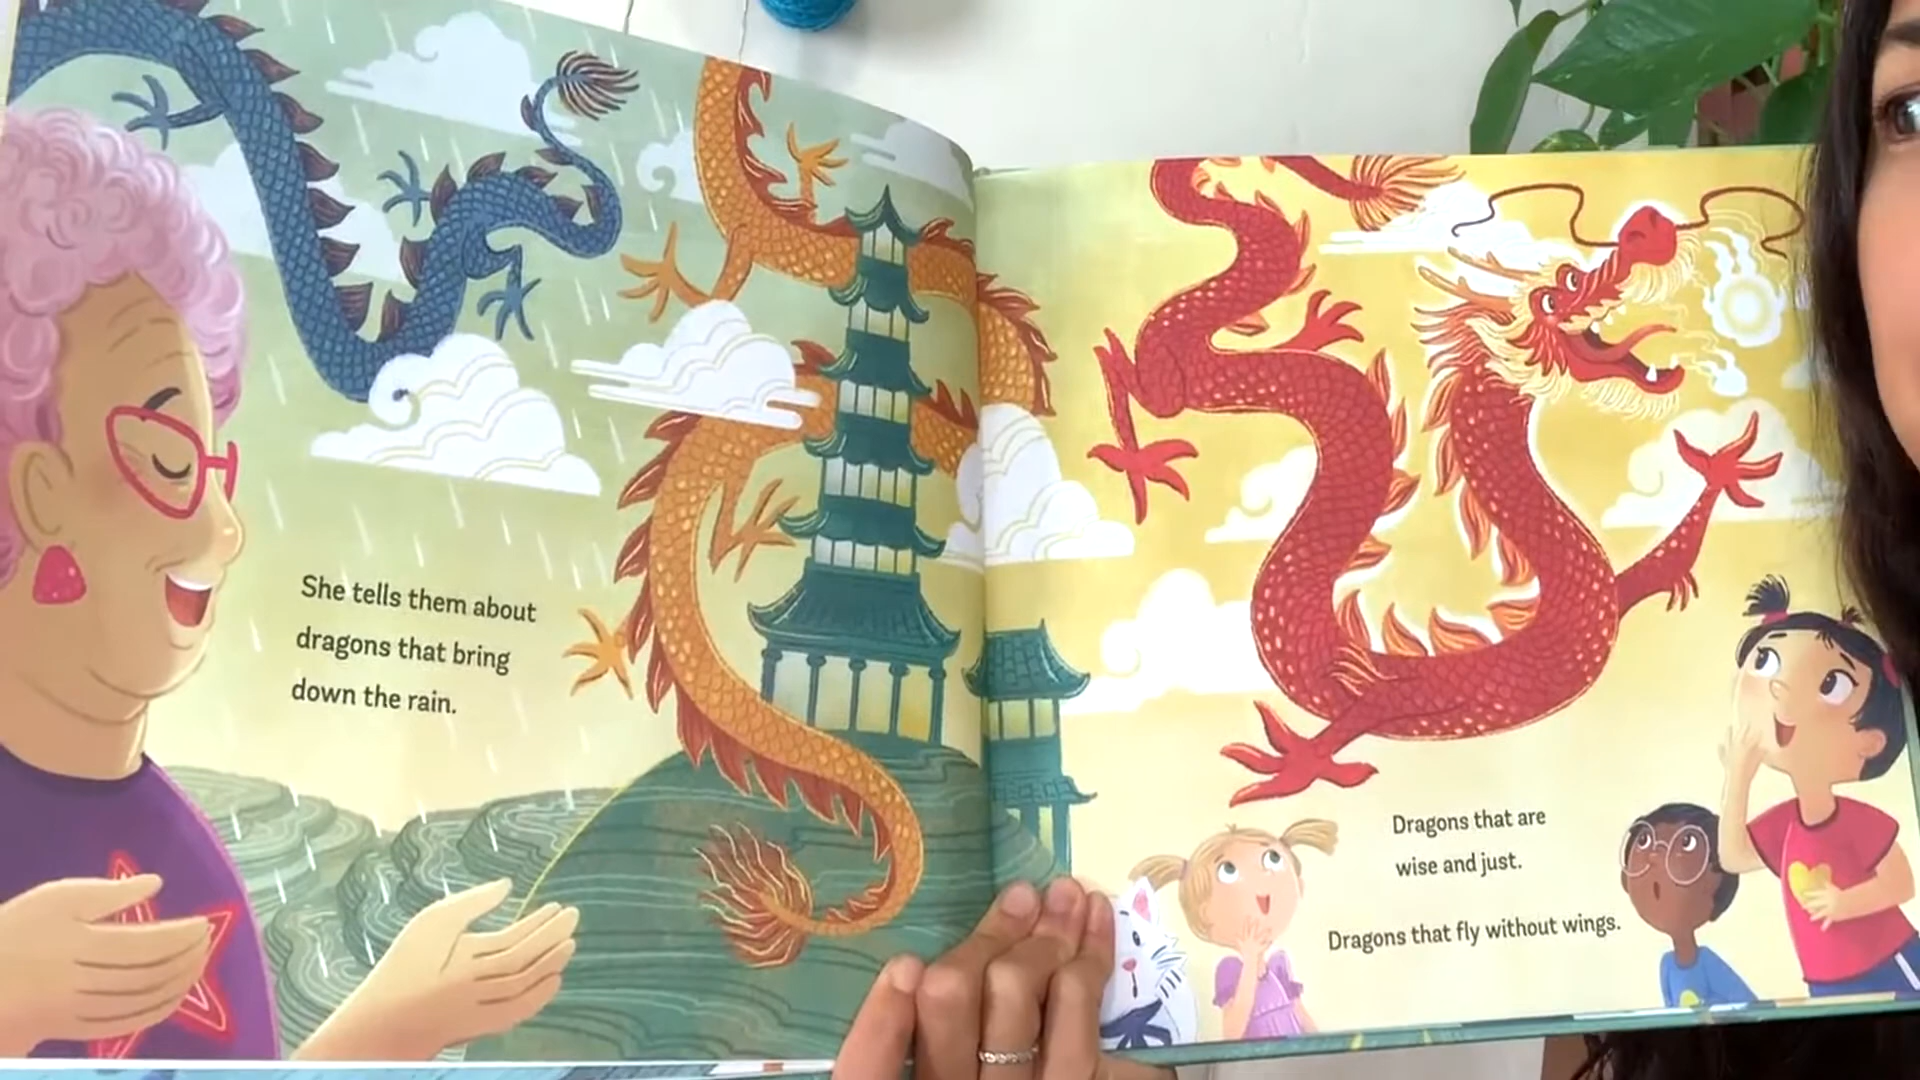 She tells them about
dragons that bring
down the rain.
Dragons that are
wise and just.
Dragons that fly without wings.